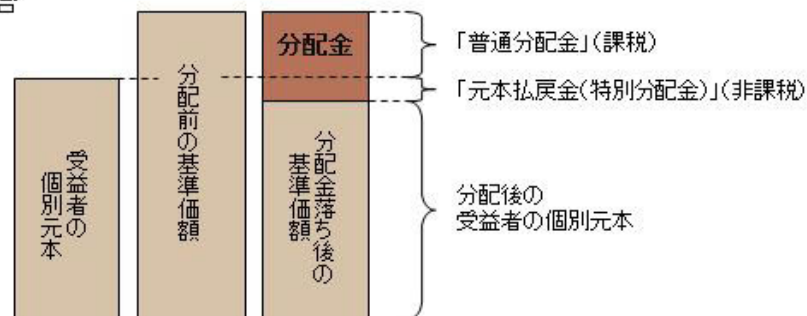 受益者の
個別元本
分配前の基準価額
分配金
分配金落ち後の
基準価額
「普通分配金」(課税)
「元本払戻金(特別分配金)」(非課税)
分配後の
受益者の個別元本